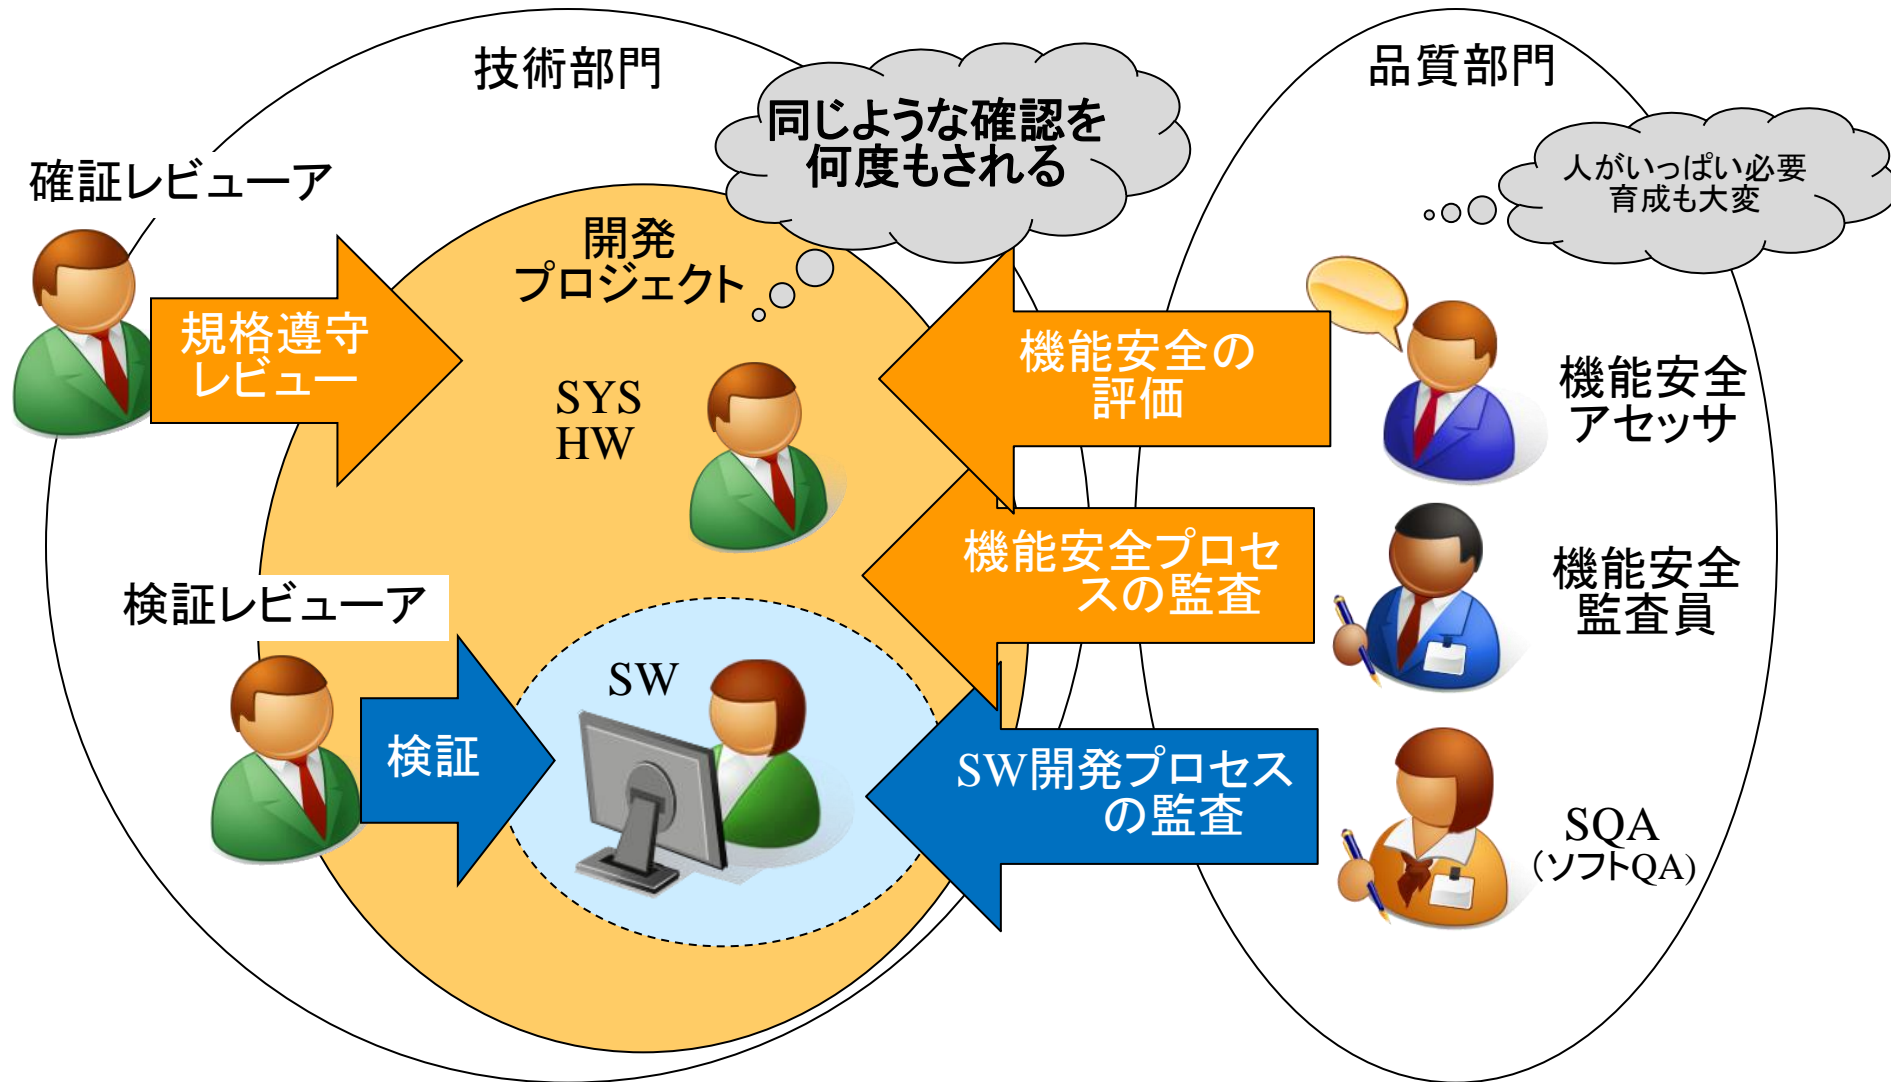 技術部門
品質部門
同じような確認を
何度もされる
人がいっぱい必要
育成も大変
確証レビューア
開発
プロジェクト
規格遵守
レビュー
機能安全の
評価
機能安全
アセッサ
SYS
HW
機能安全プロセ
スの監査
機能安全
監査員
検証レビューア
SW
検証
SW開発プロセス
の監査
SQA
(ソフトQA)